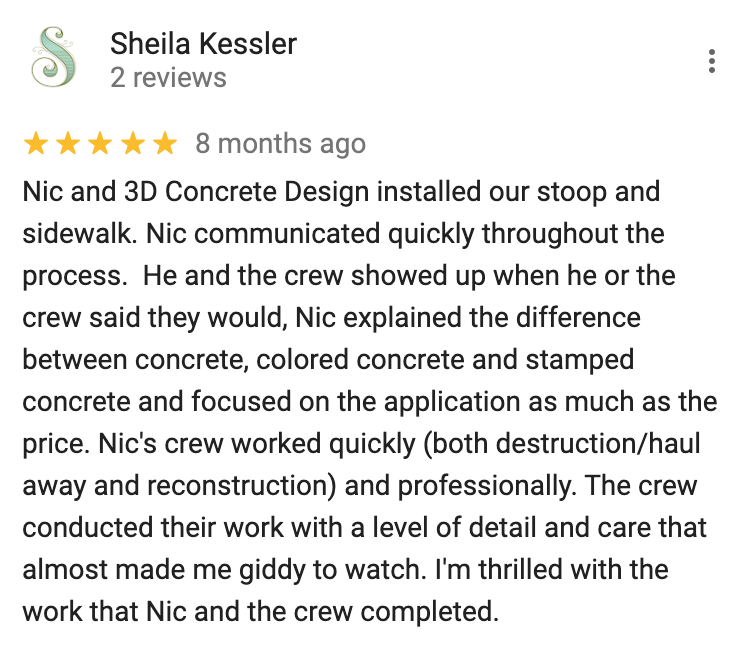 Sheila Kessler
2 reviews
8 months ago
Nic and 3D Concrete Design installed our stoop and
sidewalk. Nic communicated quickly throughout the
process.  He and the crew showed up when he or the
crew said they would, Nic explained the difference
between concrete, colored concrete and stamped
concrete and focused on the application as much as the
price. Nic's crew worked quickly (both destruction/haul
away and reconstruction) and professionally. The crew
conducted their work with a level of detail and care that
almost made me giddy to watch. I'm thrilled with the
work that Nic and the crew completed.